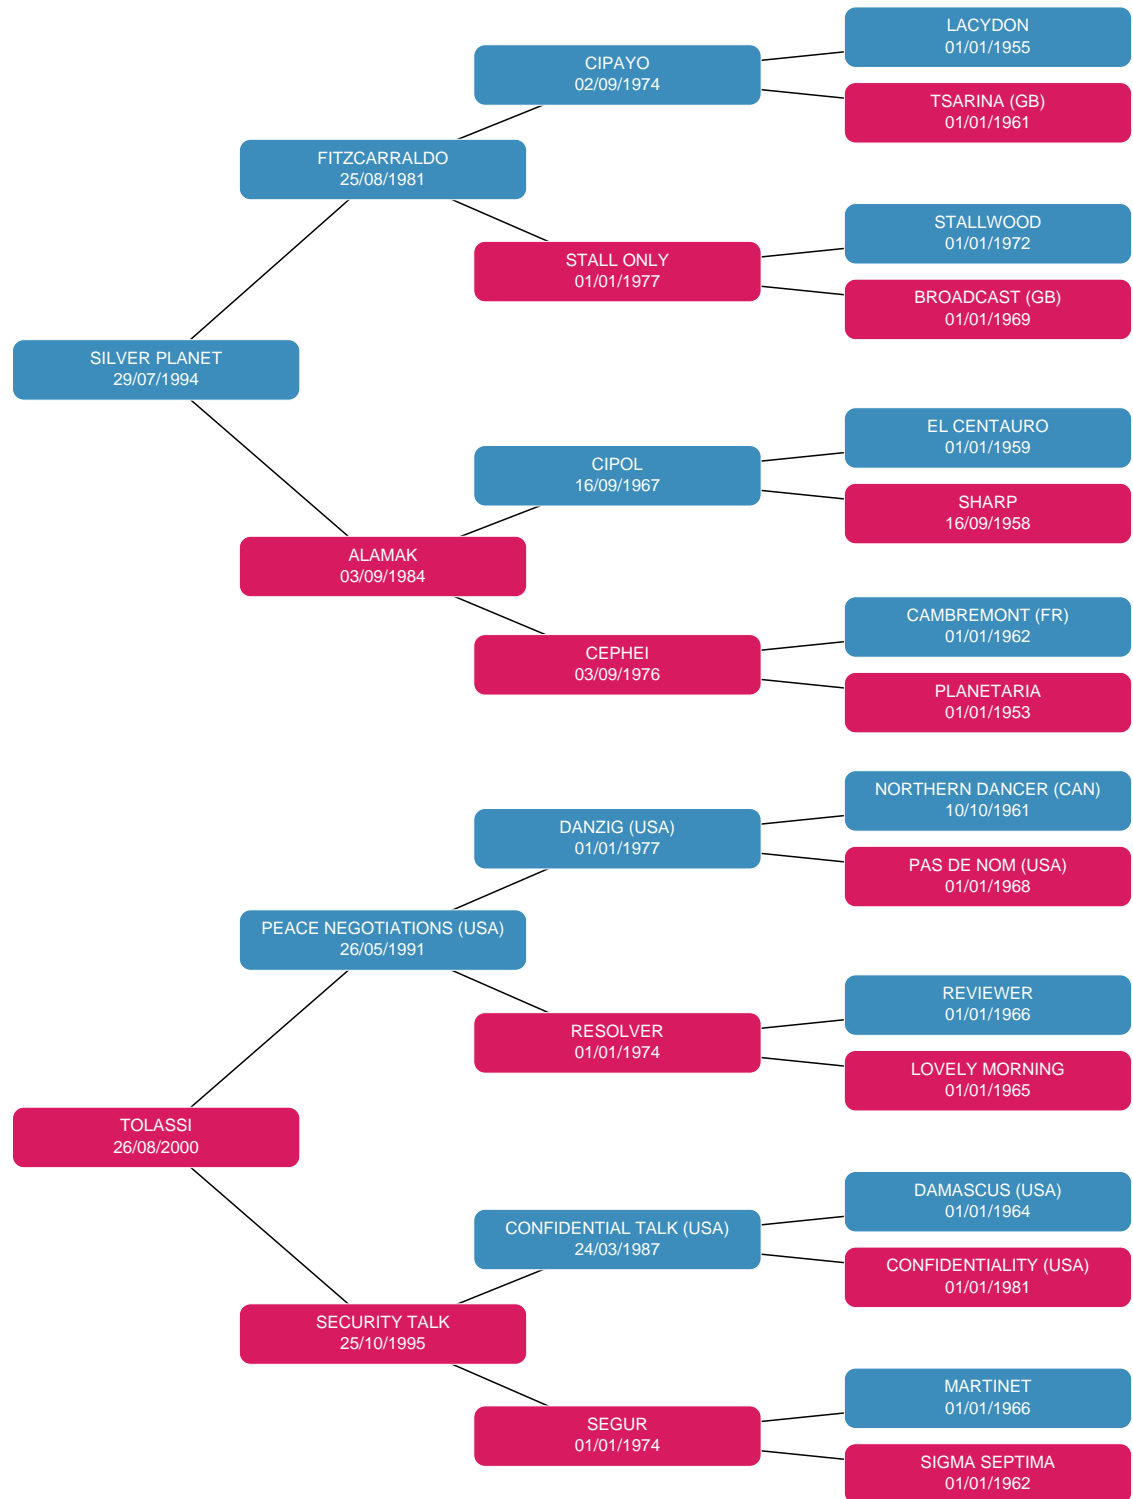 LACYDON
01/01/1955
CIPAYO
02/09/1974
TSARINA (GB)
01/01/1961
FITZCARRALDO
25/08/1981
STALLWOOD
01/01/1972
STALL ONLY
01/01/1977
BROADCAST (GB)
01/01/1969
SILVER PLANET
29/07/1994
EL CENTAURO
01/01/1959
CIPOL
16/09/1967
SHARP
16/09/1958
ALAMAK
03/09/1984
CAMBREMONT (FR)
01/01/1962
CEPHEI
03/09/1976
PLANETARIA
01/01/1953
NORTHERN DANCER (CAN)
10/10/1961
DANZIG (USA)
01/01/1977
PAS DE NOM (USA)
01/01/1968
PEACE NEGOTIATIONS (USA)
26/05/1991
REVIEWER
01/01/1966
RESOLVER
01/01/1974
LOVELY MORNING
01/01/1965
TOLASSI
26/08/2000
DAMASCUS (USA)
01/01/1964
CONFIDENTIAL TALK (USA)
24/03/1987
CONFIDENTIALITY (USA)
01/01/1981
SECURITY TALK
25/10/1995
MARTINET
01/01/1966
SEGUR
01/01/1974
SIGMA SEPTIMA
01/01/1962